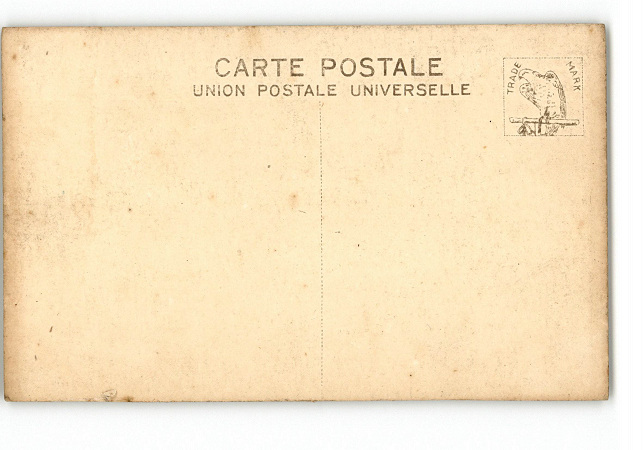 CARTE POSTALE
UNION POSTALE UNIVERSELLE
TRADE MARK